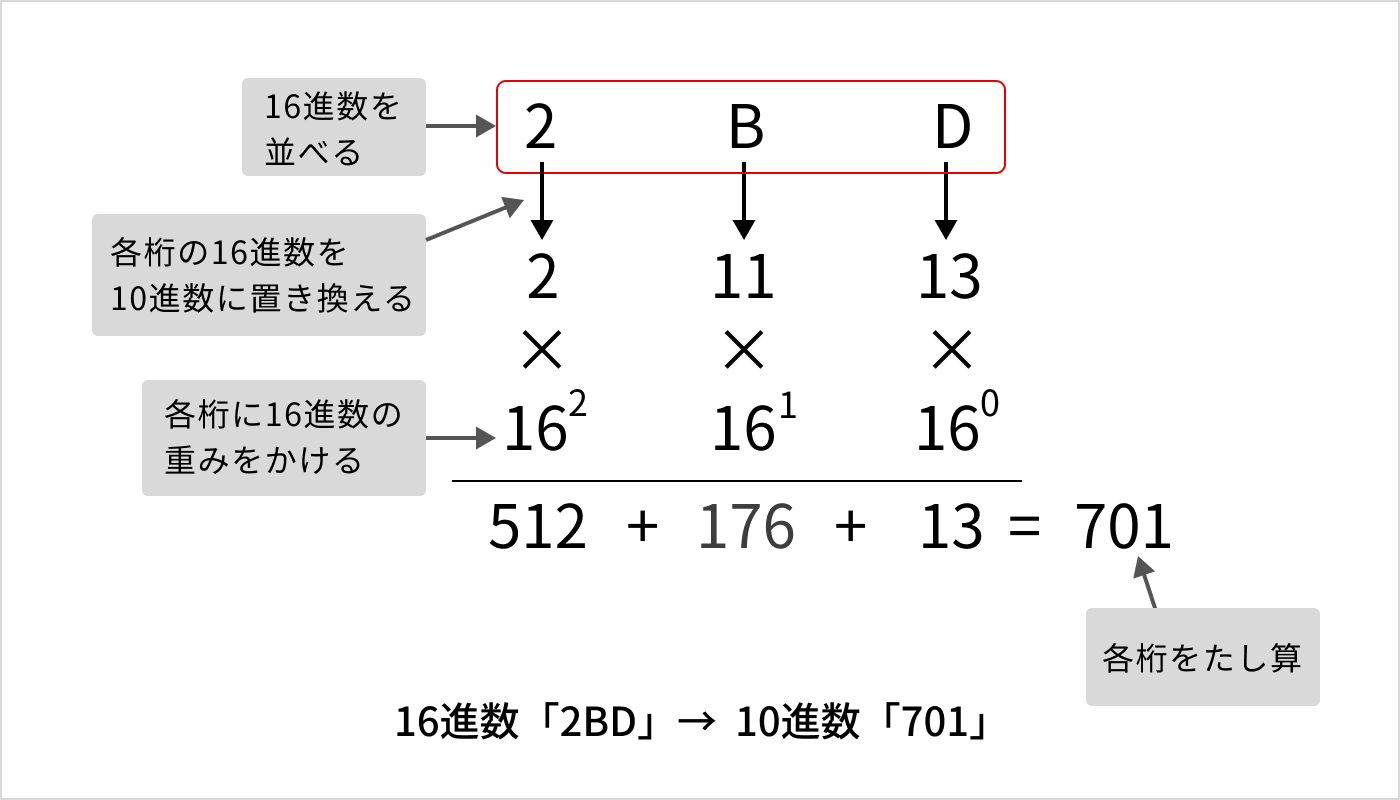 16進数を
並べる
2 B D
各桁の16進数を
10進数に置き換える
2 11 13
× × ×
各桁に16進数の
重みをかける
16² 16¹ 16⁰
512 + 176 + 13 = 701
各桁をたし算
16進数「2BD」→ 10進数「701」